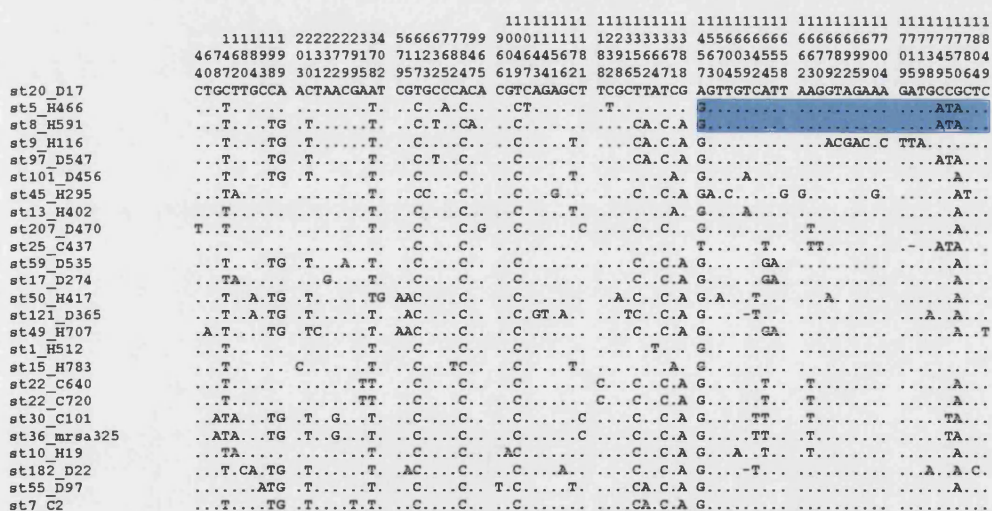 111111111 1111111111 1111111111 1111111111 1111111111
1111111 2222222334 5666677799 9000111111 1122333333 4556666666 6666666677 7777777788
4674688999 0133779170 7112368846 6046445678 8391566678 5670034559 6677899900 0113457804
4087204389 3012299582 9573252475 6197341621 8286524718 7304592458 2309225904 9598950649
st20_D17 CTGCTTGCCA ACTAACGAAT CGTGCCCACA CGTCAGAGCT TCGCTTATCG AGTTGTCATT AAGGTAGAAA GATGCCGCTC
st5_H466 ...T...... ........T. ..C..A.C.. ..CT...... .T........ G......... .......... ....ATA...
st8_H591 ...T....TG .T......T. ..C.T..CA. ..C....... ....CA.C.A G......... .......... ....ATA...
st9_H116 ...T....TG .T......T. ..C....C.. ..C.....T. ....CA.C.A G......... ...ACGAC.C TTA.......
st97_D547 ...T....TG .T......T. ..C.T..C.. ..C....... ....CA.C.A G......... .......... ....ATA...
st101_D456 ...T....TG .T......T. ..C....C.. ..C.....T. ........A. G....A.... .......... ......A...
st45_H295 ...TA..... ........T. ..CC...C.. ..C...G... ....C..C.A GA.C.....G G.......G. ......AT..
st13_H402 ...T...... ........T. ..C....C.. ..C.....T. ........A. G....A.... .......... ......A...
st207_D470 T..T...... ........T. ..C....C.G ..C......C ....C..C.. G......... .T........ ......A...
st25_C437 .......... .......... ..C....C.. ..C....... .......... T......T.. .TT....... .-..ATA...
st59_D535 ...T....TG .T...A..T. ..C....C.. ..C....... ....CA.C.A G......GA. .......... ......A...
st17_D274 ...TA..... ...G....T. ..C....C.. ..C....... ....C..C.A G......GA. .......... ......A...
st50_H417 ...T..A.TG .T......TG AAC....C.. ..C....... ..A.C..C.A G.A...T... ...A...... ......A...
st121_D365 ...T..A.TG .T......T. .AC....C.. ..C.GT.A.. ...TC..C.A G....-T... .......... ...A..A...
st49_H707 .A.T....TG .TC.....T. AAC....C.. ..C....... ....C..C.A G......GA. .......... ......A..T
st1_H512 ...T...... ........T. ..C....C.. ..C....... ......T... G......... .......... ..........
st15_H783 ...T...... C.......T. ..C...TC.. ..C.....T. ........A. G......... .......... ..........
st22_C640 ...T...... .......TT. ..C....C.. ..C....... C...C..C.A G......T.. .T........ ......A...
st22_C720 ...T...... .......TT. ..C....C.. ..C....... C...C..C.A G......T.. .T........ ......A...
st30_C101 ..ATA...TG .T..G...T. ..C....C.. ..C......C ....C..C.A G.....TT.. .T........ .....TA...
st36_mrsa325 ..ATA...TG .T..G...T. ..C....C.. ..C......C ....C..C.A G.....TT.. .T........ .....TA...
st10_H19 ...TA..... ........T. ..C....C.. .AC....... ....C..C.A G...A..T.. .T........ ......A...
st182_D22 ...T.CA.TG .T......T. .AC....C.. ..C....A.. ....C..C.A G....-T... .......... ...A..A.C.
st55_D97 .......ATG .T......T. ..C....C.. T.C.....T. ....CA.C.A G......... .......... ......A...
st7_C2 ...T....TG .T....T.T. ..C....C.. ..C....... ....CA.C.A G......... .......... ..........